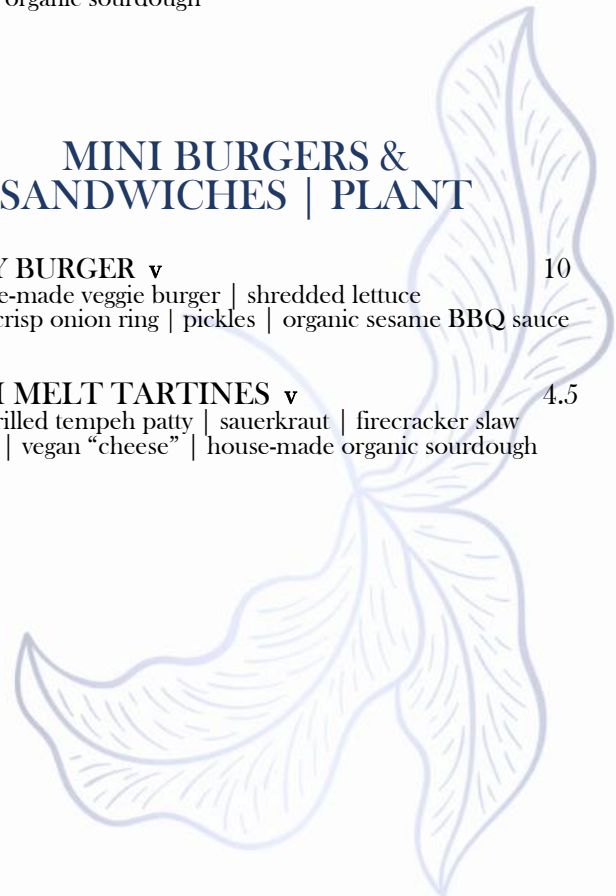 organic sourdough
MINI BURGERS &
SANDWICHES | PLANT
Y BURGER v 10
e-made veggie burger | shredded lettuce
crisp onion ring | pickles | organic sesame BBQ sauce
MELT TARTINES v 4.5
rilled tempeh patty | sauerkraut | firecracker slaw
| vegan “cheese” | house-made organic sourdough